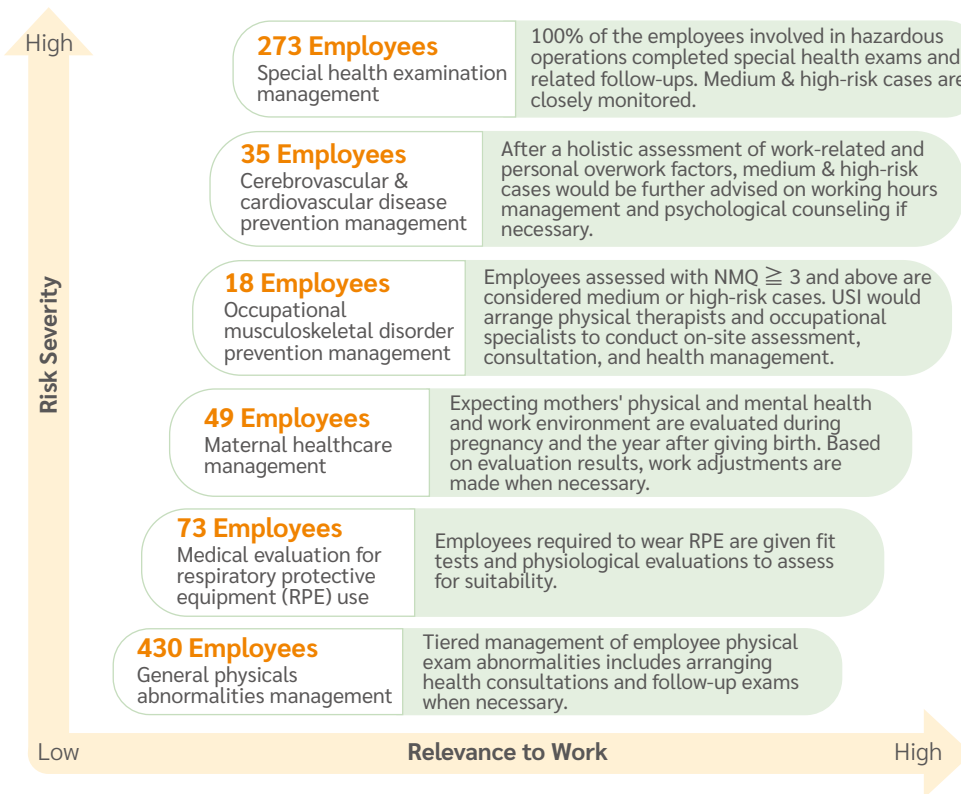 High
273 Employees
Special health examination
management
100% of the employees involved in hazardous
operations completed special health exams and
related follow-ups. Medium & high-risk cases are
closely monitored.
35 Employees
Cerebrovascular &
cardiovascular disease
prevention management
After a holistic assessment of work-related and
personal overwork factors, medium & high-risk
cases would be further advised on working hours
management and psychological counseling if
necessary.
18 Employees
Occupational
musculoskeletal disorder
prevention management
Employees assessed with NMQ ≧ 3 and above are
considered medium or high-risk cases. USI would
arrange physical therapists and occupational
specialists to conduct on-site assessment,
consultation, and health management.
Risk Severity
49 Employees
Maternal healthcare
management
Expecting mothers' physical and mental health
and work environment are evaluated during
pregnancy and the year after giving birth. Based
on evaluation results, work adjustments are
made when necessary.
73 Employees
Medical evaluation for
respiratory protective
equipment (RPE) use
Employees required to wear RPE are given fit
tests and physiological evaluations to assess
for suitability.
430 Employees
General physicals
abnormalities management
Tiered management of employee physical
exam abnormalities includes arranging
health consultations and follow-up exams
when necessary.
Low
Relevance to Work
High